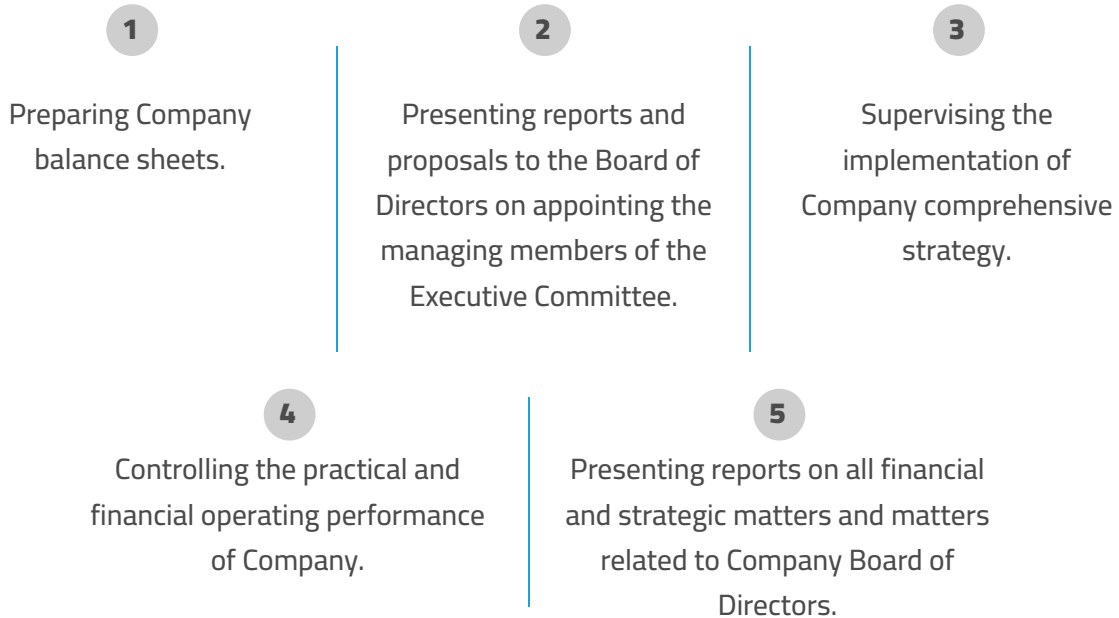 1
Preparing Company
balance sheets.
2
Presenting reports and
proposals to the Board of
Directors on appointing the
managing members of the
Executive Committee.
3
Supervising the
implementation of
Company comprehensive
strategy.
4
Controlling the practical and
financial operating performance
of Company.
5
Presenting reports on all financial
and strategic matters and matters
related to Company Board of
Directors.